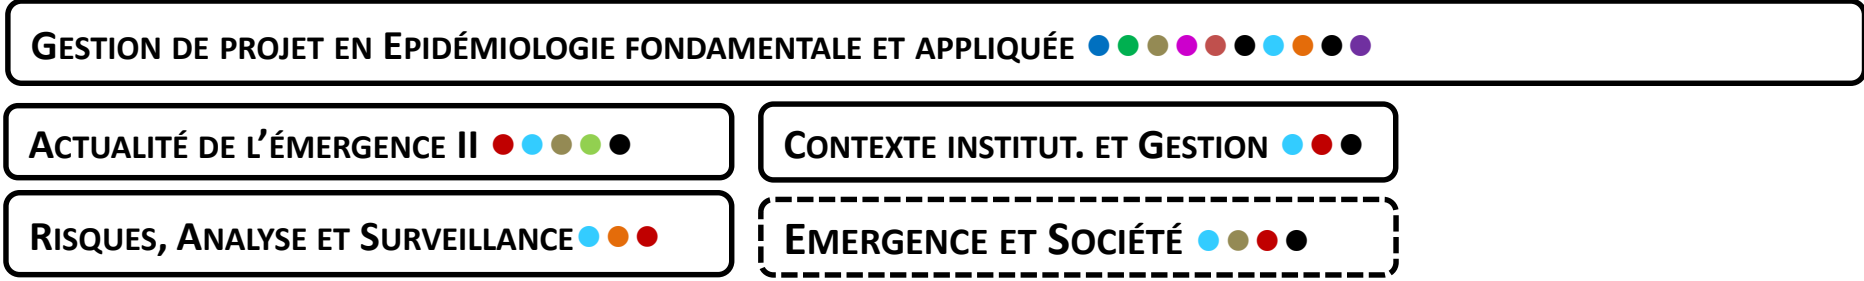 Gestion de projet en Epidémiologie fondamentale et appliquée
Actualité de l’émergence II
Contexte institut. et Gestion
Risques, Analyse et Surveillance
Emergence et Société